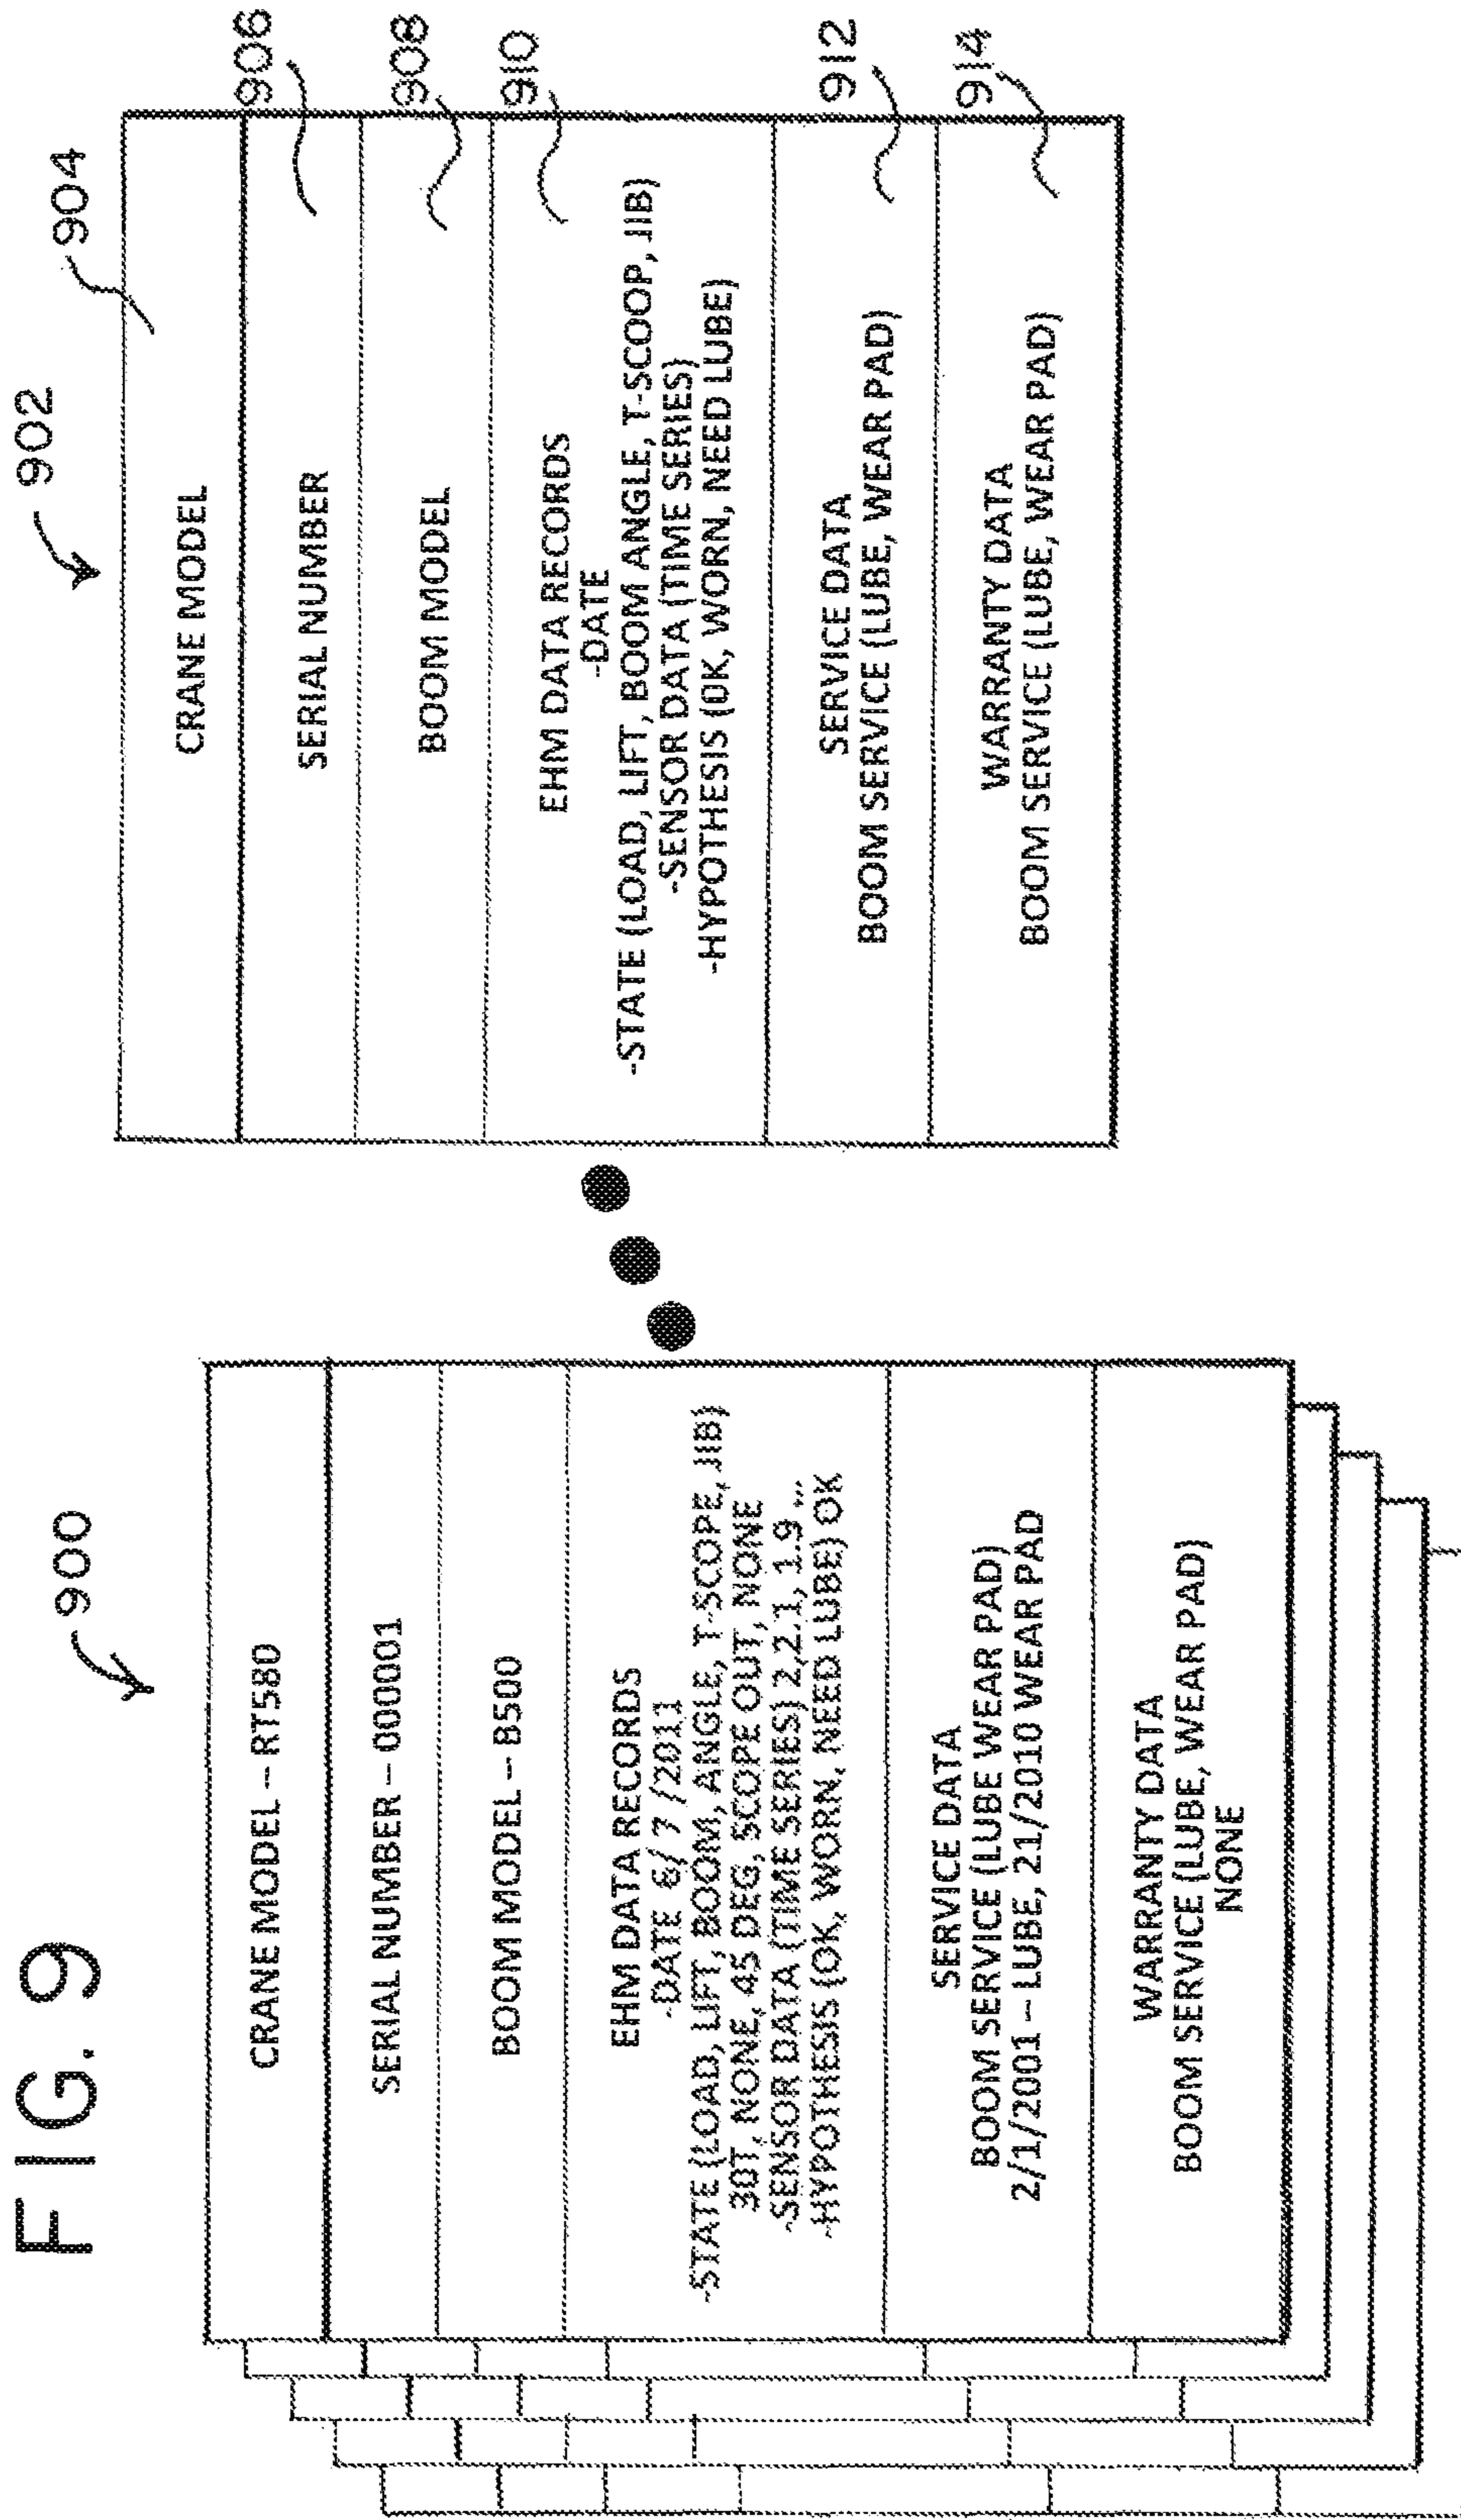 FIG. 9
900
CRANE MODEL – RT580
SERIAL NUMBER – 000001
BOOM MODEL – B500
EHM DATA RECORDS
-DATE 6/ 7 /2011
-STATE (LOAD, LIFT, BOOM, ANGLE, T-SCOPE, JIB)
30T, NONE, 45 DEG, SCOPE OUT, NONE
-SENSOR DATA (TIME SERIES) 2,2.1, 1.9 ...
-HYPOTHESIS (OK, WORN, NEED LUBE) OK
SERVICE DATA
BOOM SERVICE (LUBE WEAR PAD)
2/1/2001 – LUBE, 21/2010 WEAR PAD
WARRANTY DATA
BOOM SERVICE (LUBE, WEAR PAD)
NONE
902
904
CRANE MODEL
906
SERIAL NUMBER
908
BOOM MODEL
910
EHM DATA RECORDS
-DATE
-STATE (LOAD, LIFT, BOOM ANGLE, T-SCOOP, JIB)
-SENSOR DATA (TIME SERIES)
-HYPOTHESIS (OK, WORN, NEED LUBE)
912
SERVICE DATA
BOOM SERVICE (LUBE, WEAR PAD)
914
WARRANTY DATA
BOOM SERVICE (LUBE, WEAR PAD)